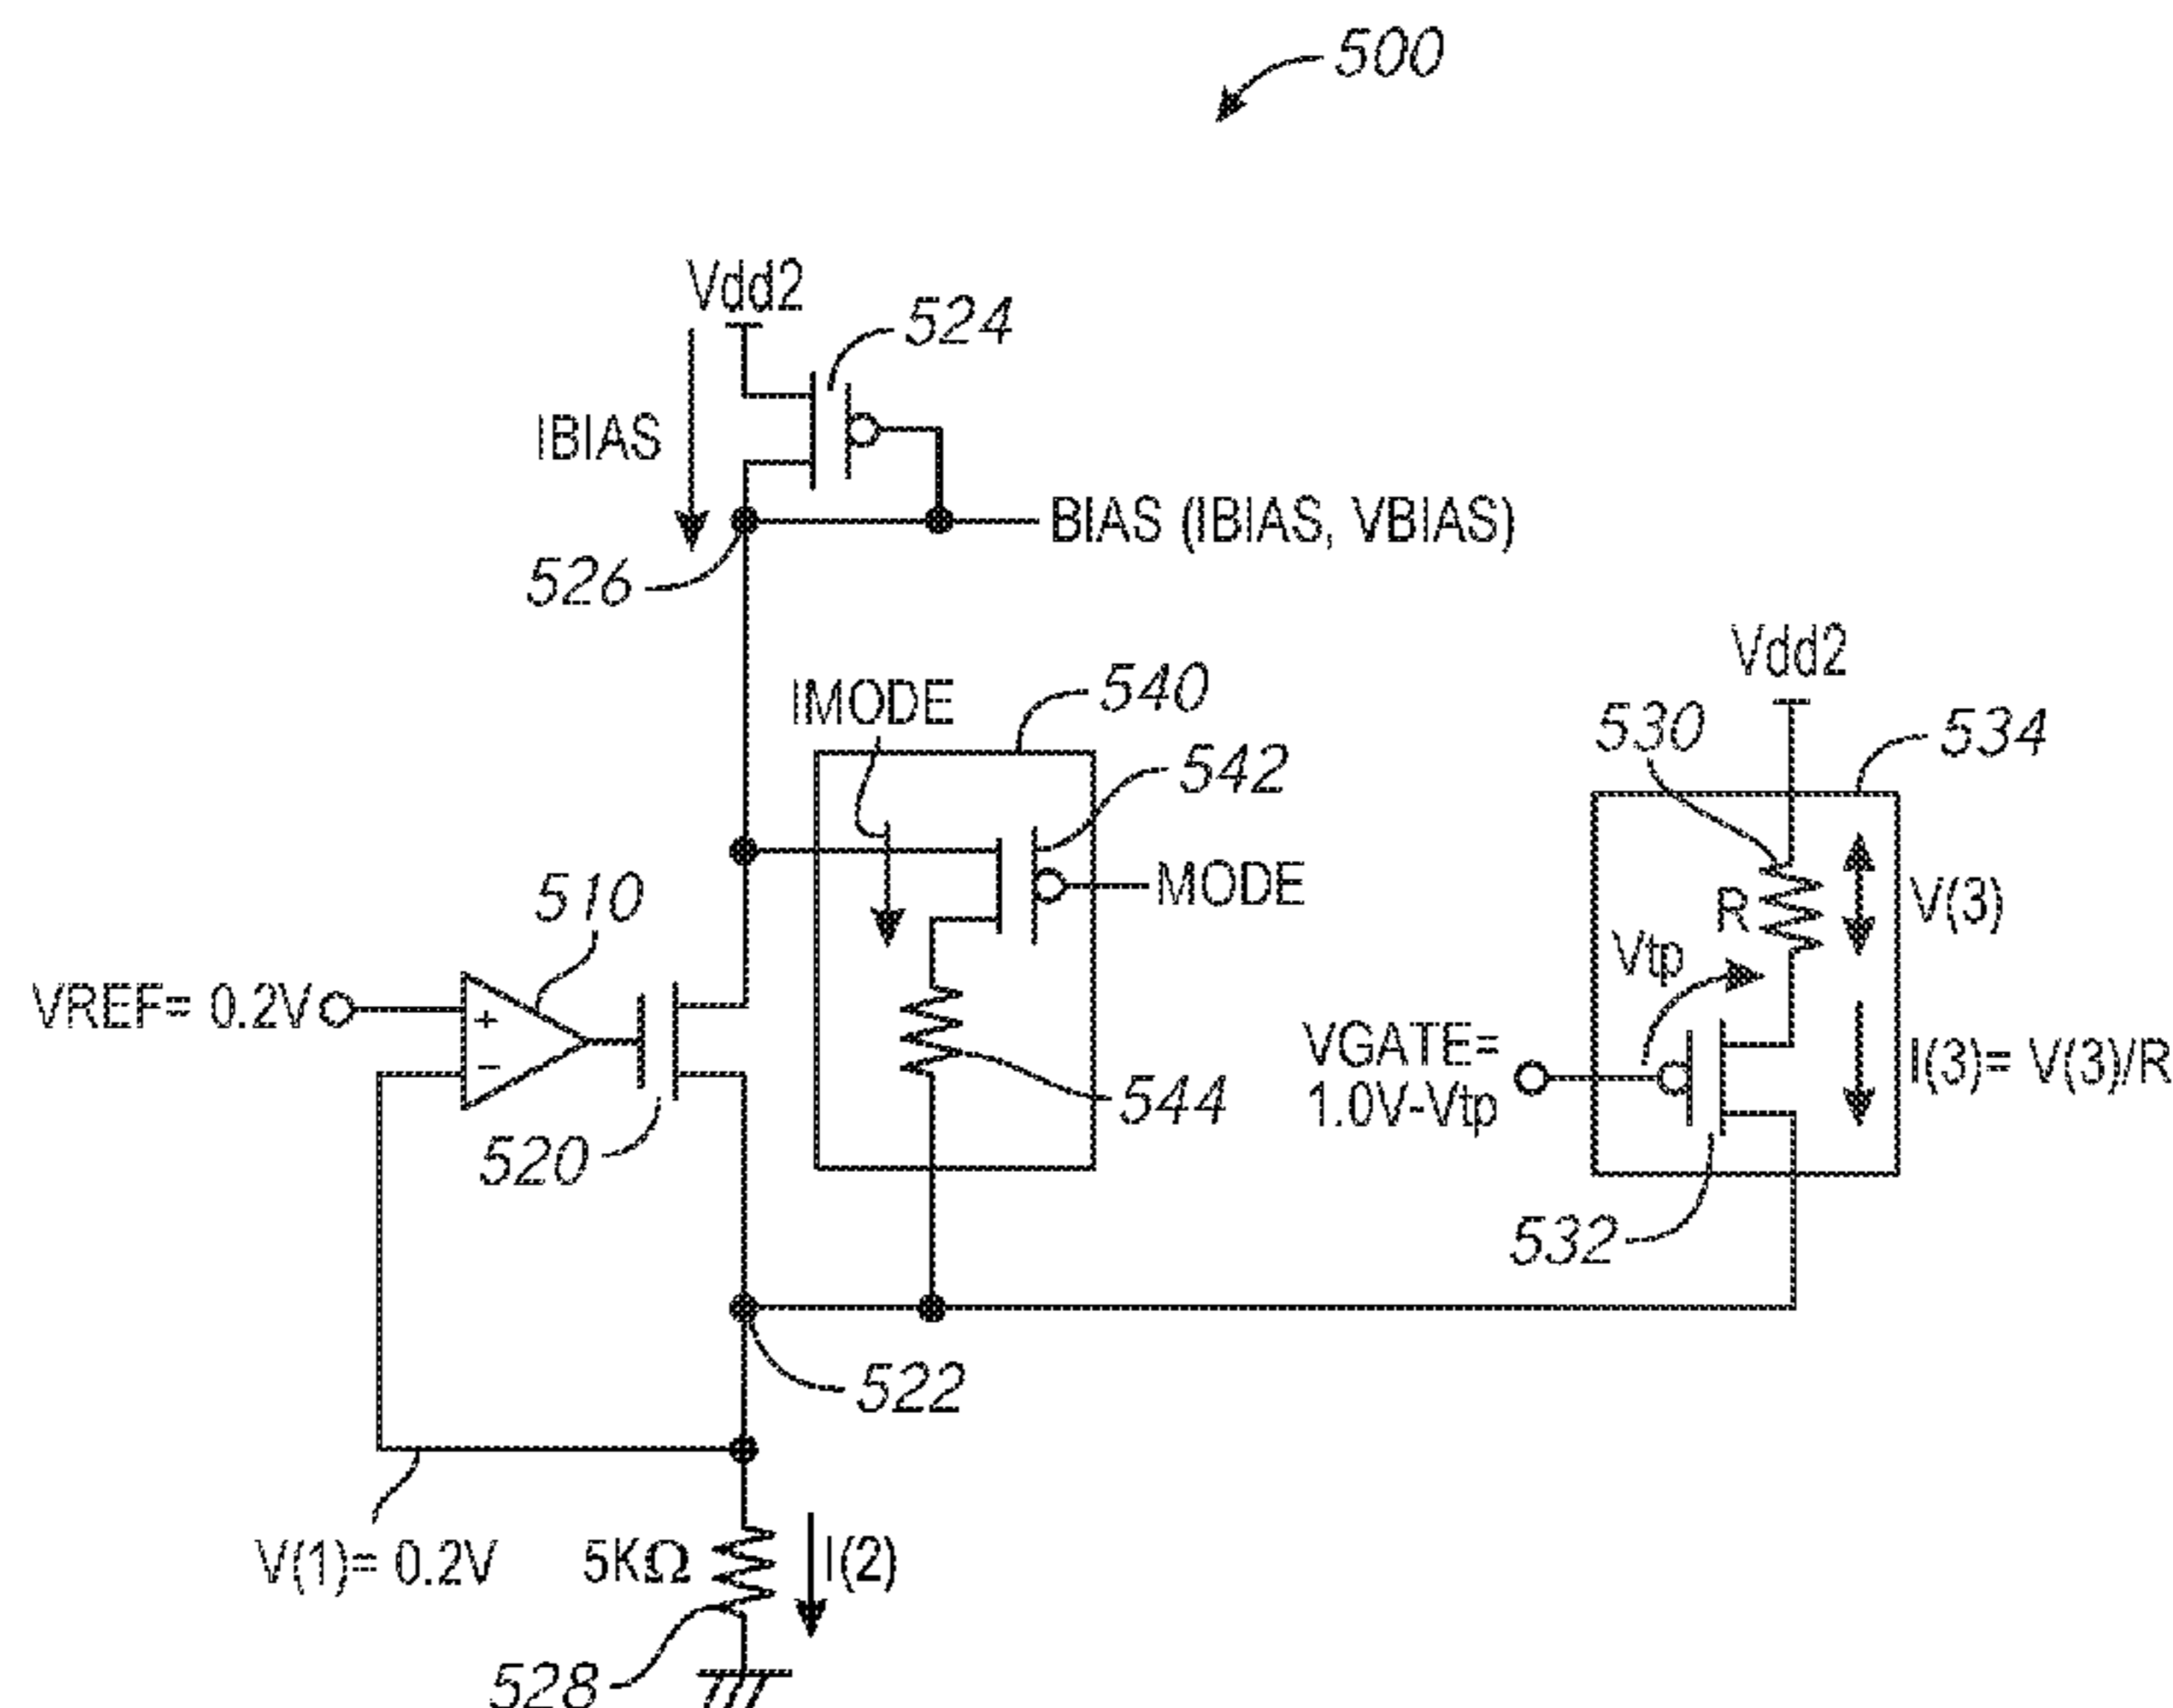 500
Vdd2
524
IBIAS
BIAS (IBIAS, VBIAS)
526
Vdd2
IMODE
540
530
534
542
MODE
510
R
V(3)
Vtp
VREF= 0.2V
+
−
VGATE=
1.0V-Vtp
I(3)= V(3)/R
544
520
532
522
V(1)= 0.2V
5KΩ
I(2)
528